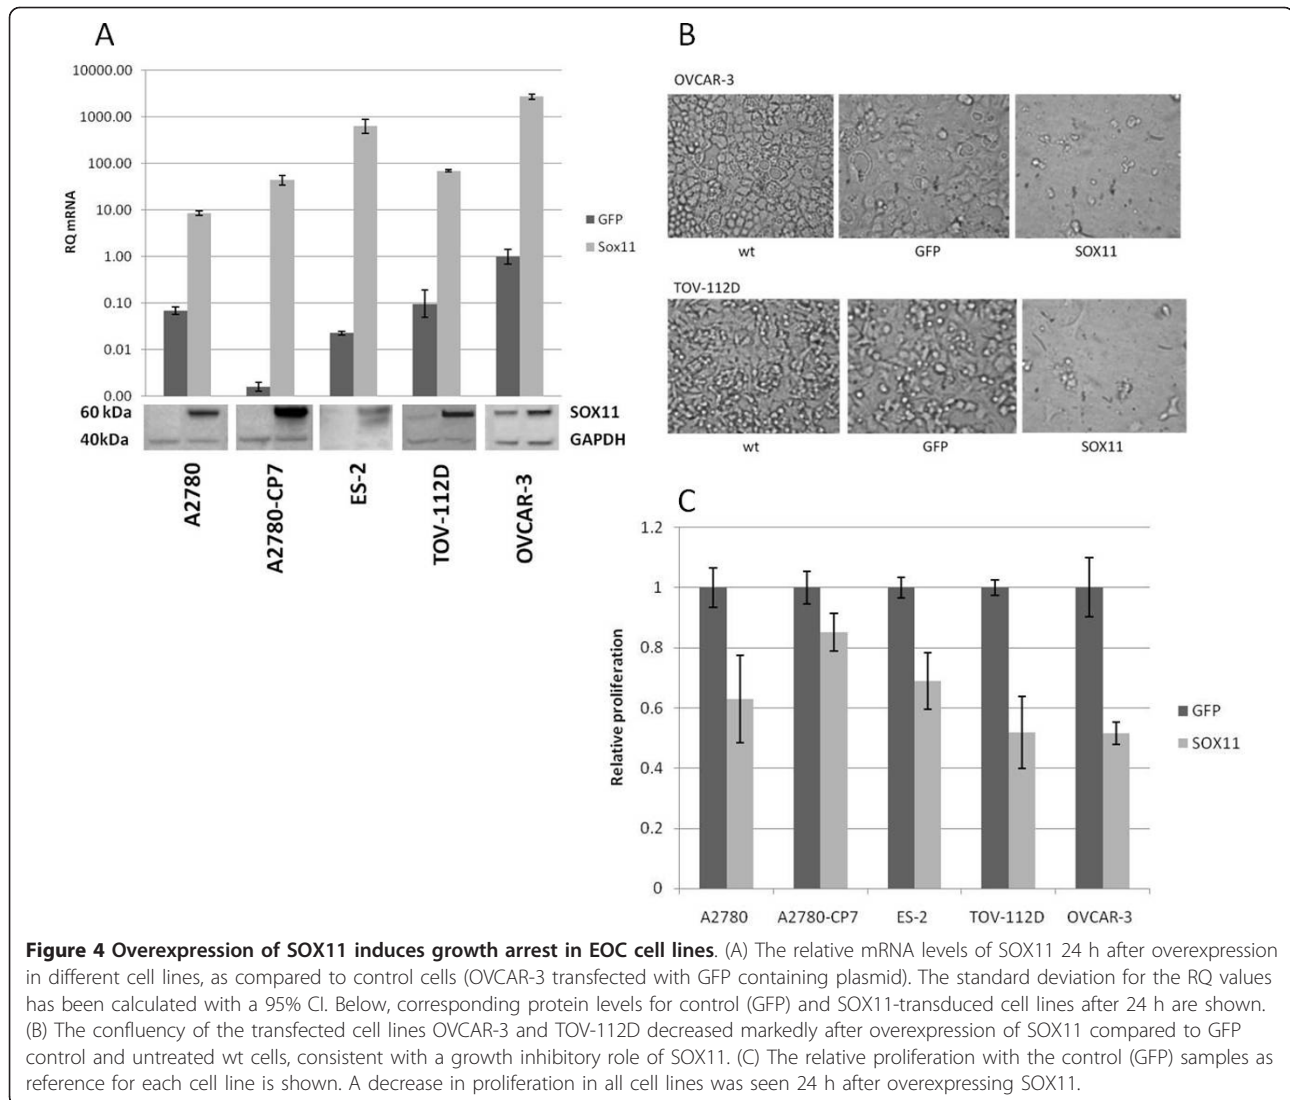 A
10000.00
1000.00
100.00
10.00
1.00
0.10
0.01
0.00
RQ mRNA
GFP
Sox11
60 kDa
SOX11
40kDa
GAPDH
A2780
A2780-CP7
ES-2
TOV-112D
OVCAR-3
B
OVCAR-3
wt
GFP
SOX11
TOV-112D
wt
GFP
SOX11
C
1.2
1
0.8
0.6
0.4
0.2
0
Relative proliferation
GFP
SOX11
A2780
A2780-CP7
ES-2
TOV-112D
OVCAR-3
Figure 4 Overexpression of SOX11 induces growth arrest in EOC cell lines. (A) The relative mRNA levels of SOX11 24 h after overexpression
in different cell lines, as compared to control cells (OVCAR-3 transfected with GFP containing plasmid). The standard deviation for the RQ values
has been calculated with a 95% CI. Below, corresponding protein levels for control (GFP) and SOX11-transduced cell lines after 24 h are shown.
(B) The confluency of the transfected cell lines OVCAR-3 and TOV-112D decreased markedly after overexpression of SOX11 compared to GFP
control and untreated wt cells, consistent with a growth inhibitory role of SOX11. (C) The relative proliferation with the control (GFP) samples as
reference for each cell line is shown. A decrease in proliferation in all cell lines was seen 24 h after overexpressing SOX11.